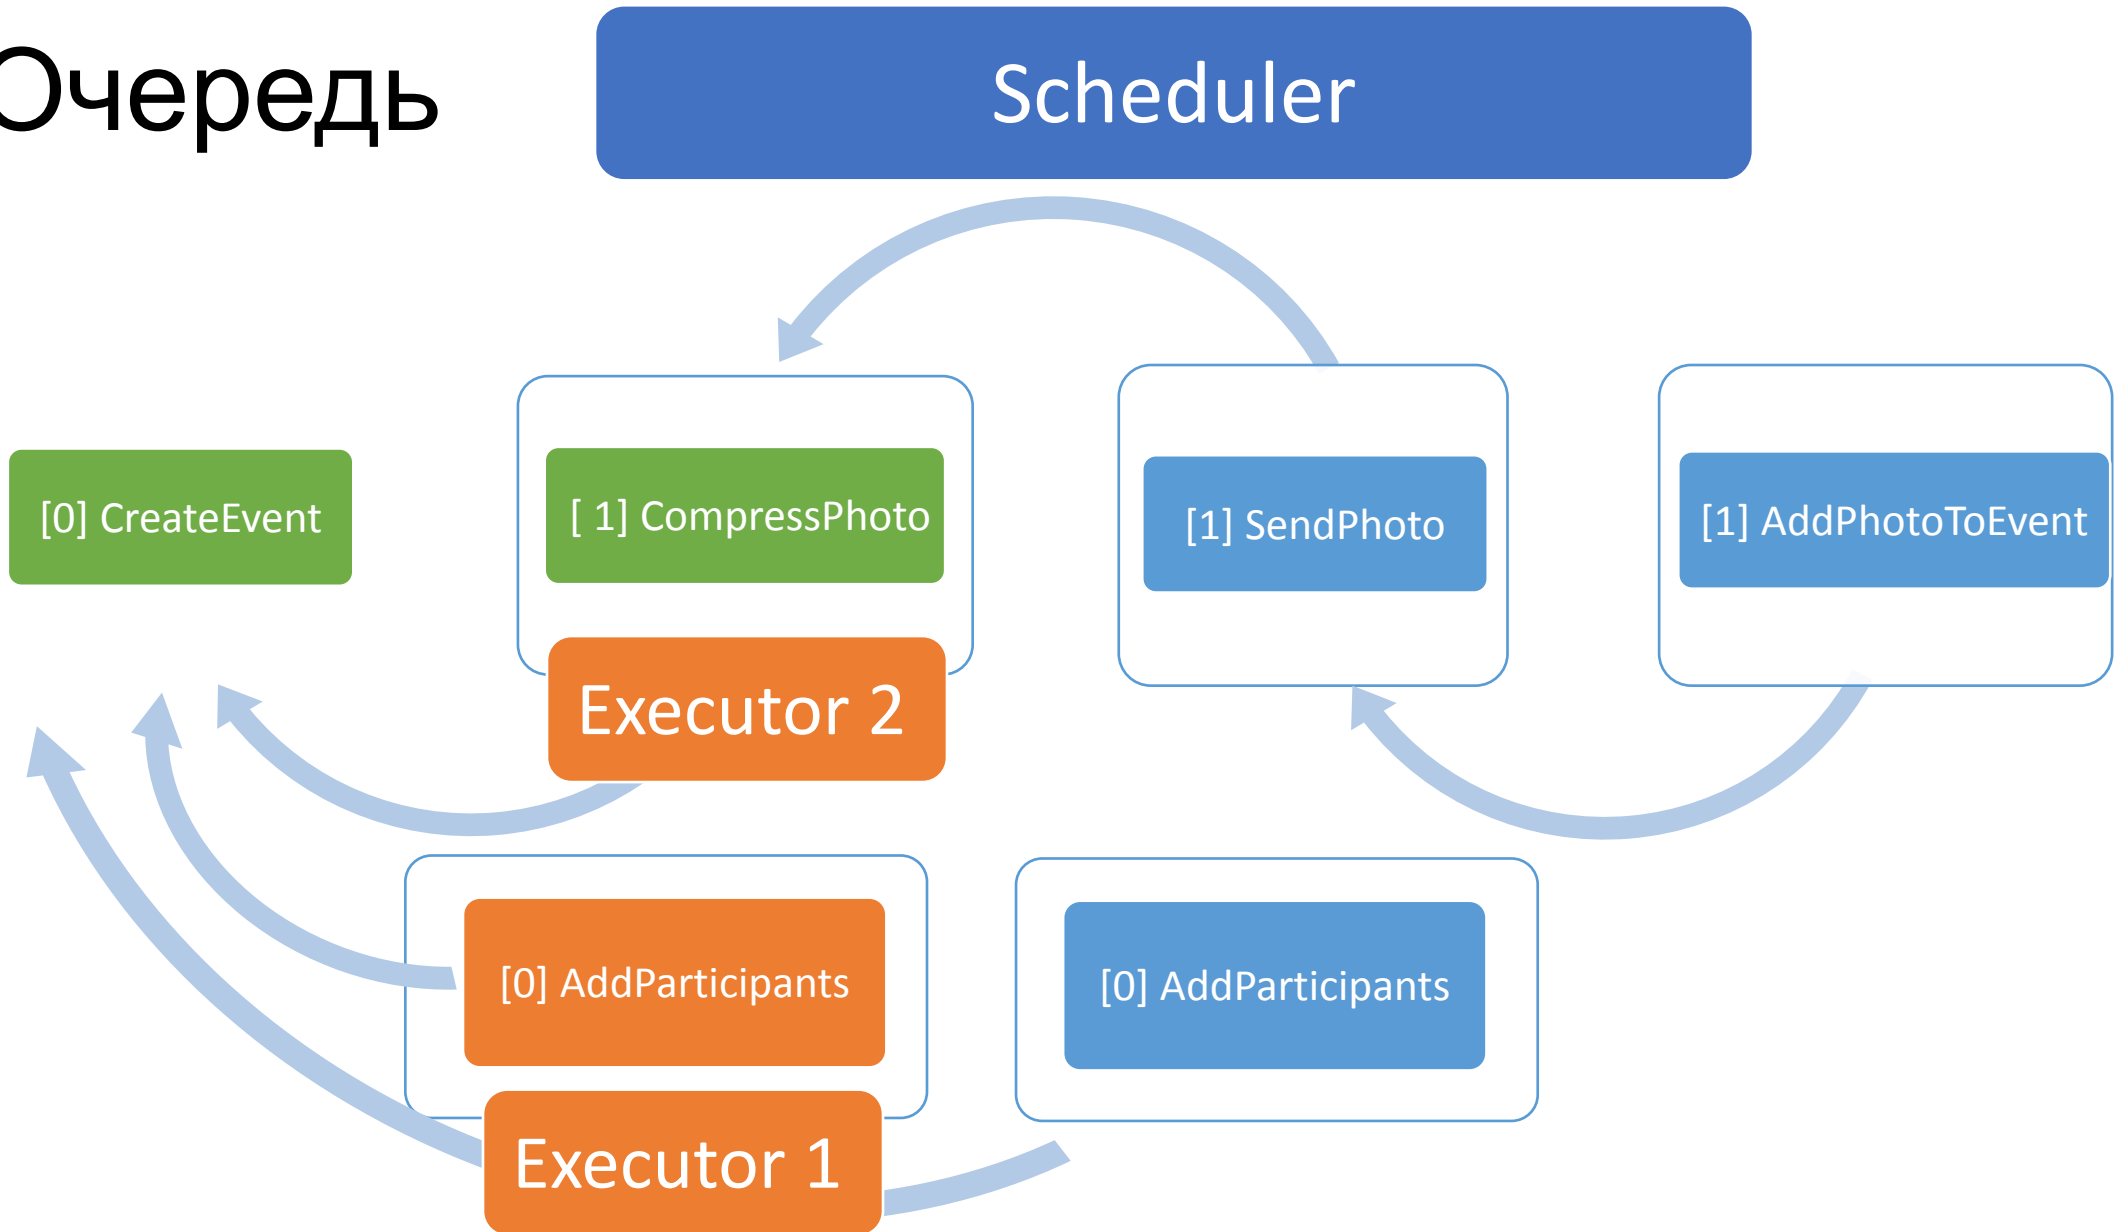 Очередь
Scheduler
[0] CreateEvent
[ 1] CompressPhoto
[1] SendPhoto
[1] AddPhotoToEvent
Executor 2
[0] AddParticipants
[0] AddParticipants
Executor 1